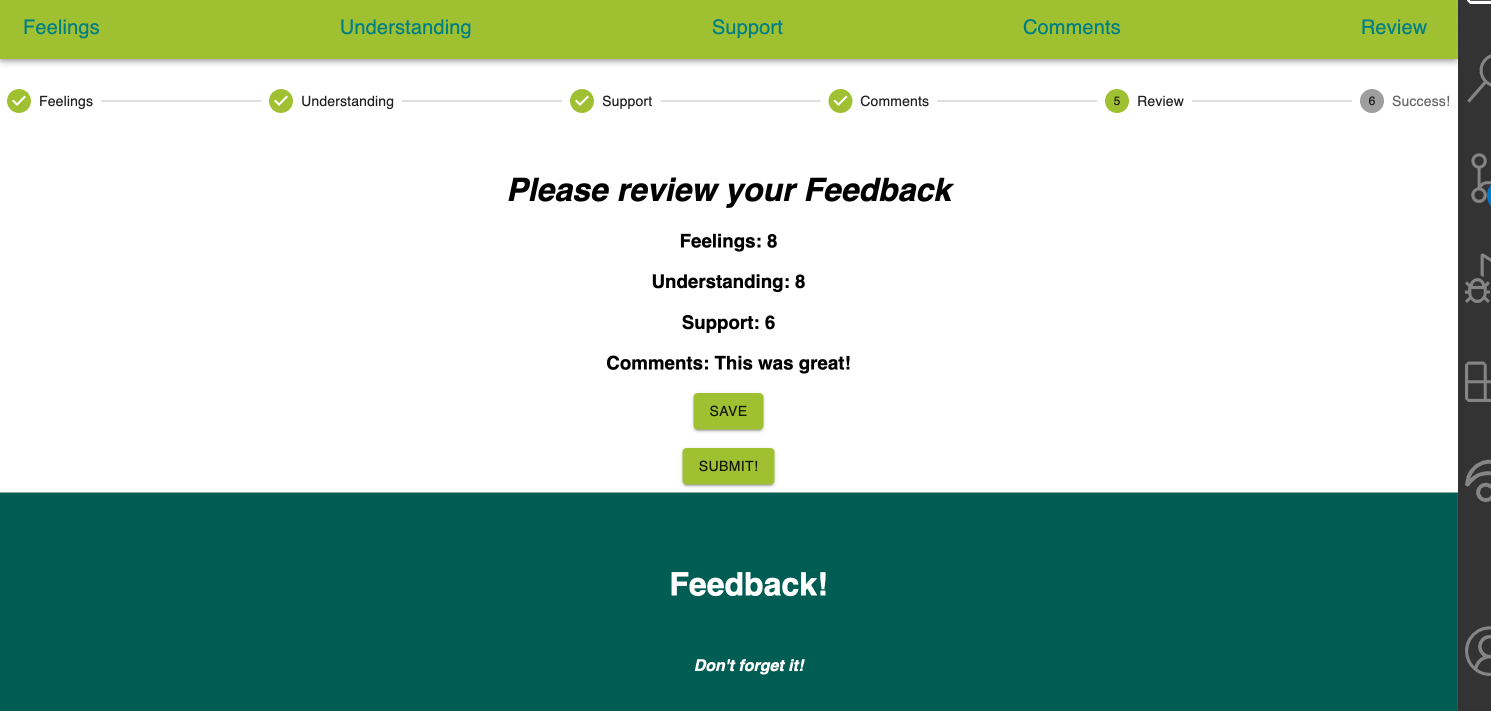 Feelings Understanding Support Comments Review
Feelings Understanding Support Comments 5 Review 6 Success!
Please review your Feedback
Feelings: 8
Understanding: 8
Support: 6
Comments: This was great!
SAVE
SUBMIT!
Feedback!
Don't forget it!